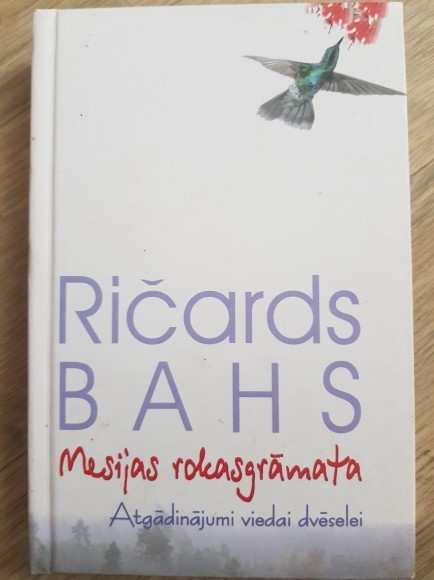 Ričards
BAHS
Mesijas rokasgrāmata
Atgādinājumi viedai dvēselei